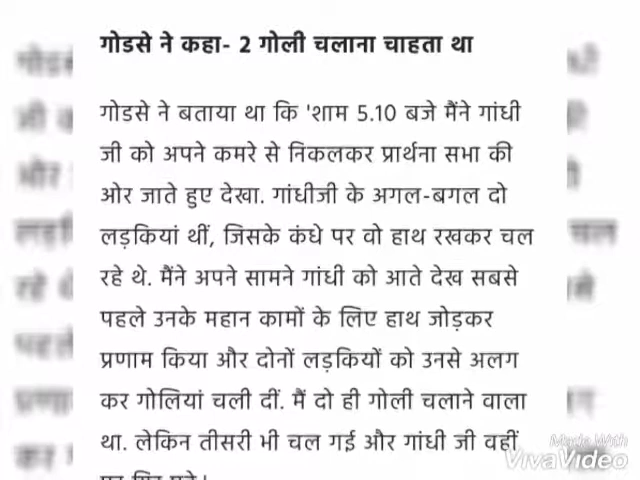 गोडसे ने कहा- 2 गोली चलाना चाहता था
गोडसे ने बताया था कि 'शाम 5.10 बजे मैंने गांधी
जी को अपने कमरे से निकलकर प्रार्थना सभा की
ओर जाते हुए देखा. गांधीजी के अगल-बगल दो
लड़कियां थीं, जिसके कंधे पर वो हाथ रखकर चल
रहे थे. मैंने अपने सामने गांधी को आते देख सबसे
पहले उनके महान कामों के लिए हाथ जोड़कर
प्रणाम किया और दोनों लड़कियों को उनसे अलग
कर गोलियां चली दीं. मैं दो ही गोली चलाने वाला
था. लेकिन तीसरी भी चल गई और गांधी जी वहीं
Made With
VivaVideo